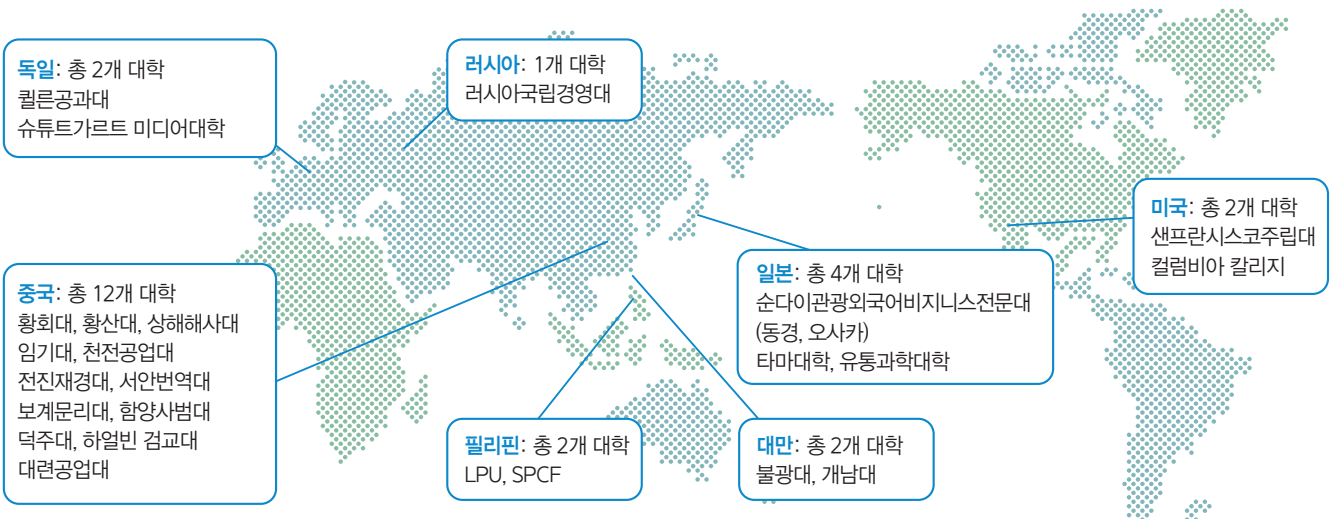 독일: 총 2개 대학
퀼른공과대
슈튜트가르트 미디어대학
러시아: 1개 대학
러시아국립경영대
미국: 총 2개 대학
샌프란시스코주립대
컬럼비아 칼리지
중국: 총 12개 대학
황회대, 황산대, 상해해사대
임기대, 천전공업대
전진재경대, 서안번역대
보계문리대, 함양사범대
덕주대, 하얼빈 검교대
대련공업대
일본: 총 4개 대학
순다이관광외국어비지니스전문대
(동경, 오사카)
타마대학, 유통과학대학
필리핀: 총 2개 대학
LPU, SPCF
대만: 총 2개 대학
불광대, 개남대